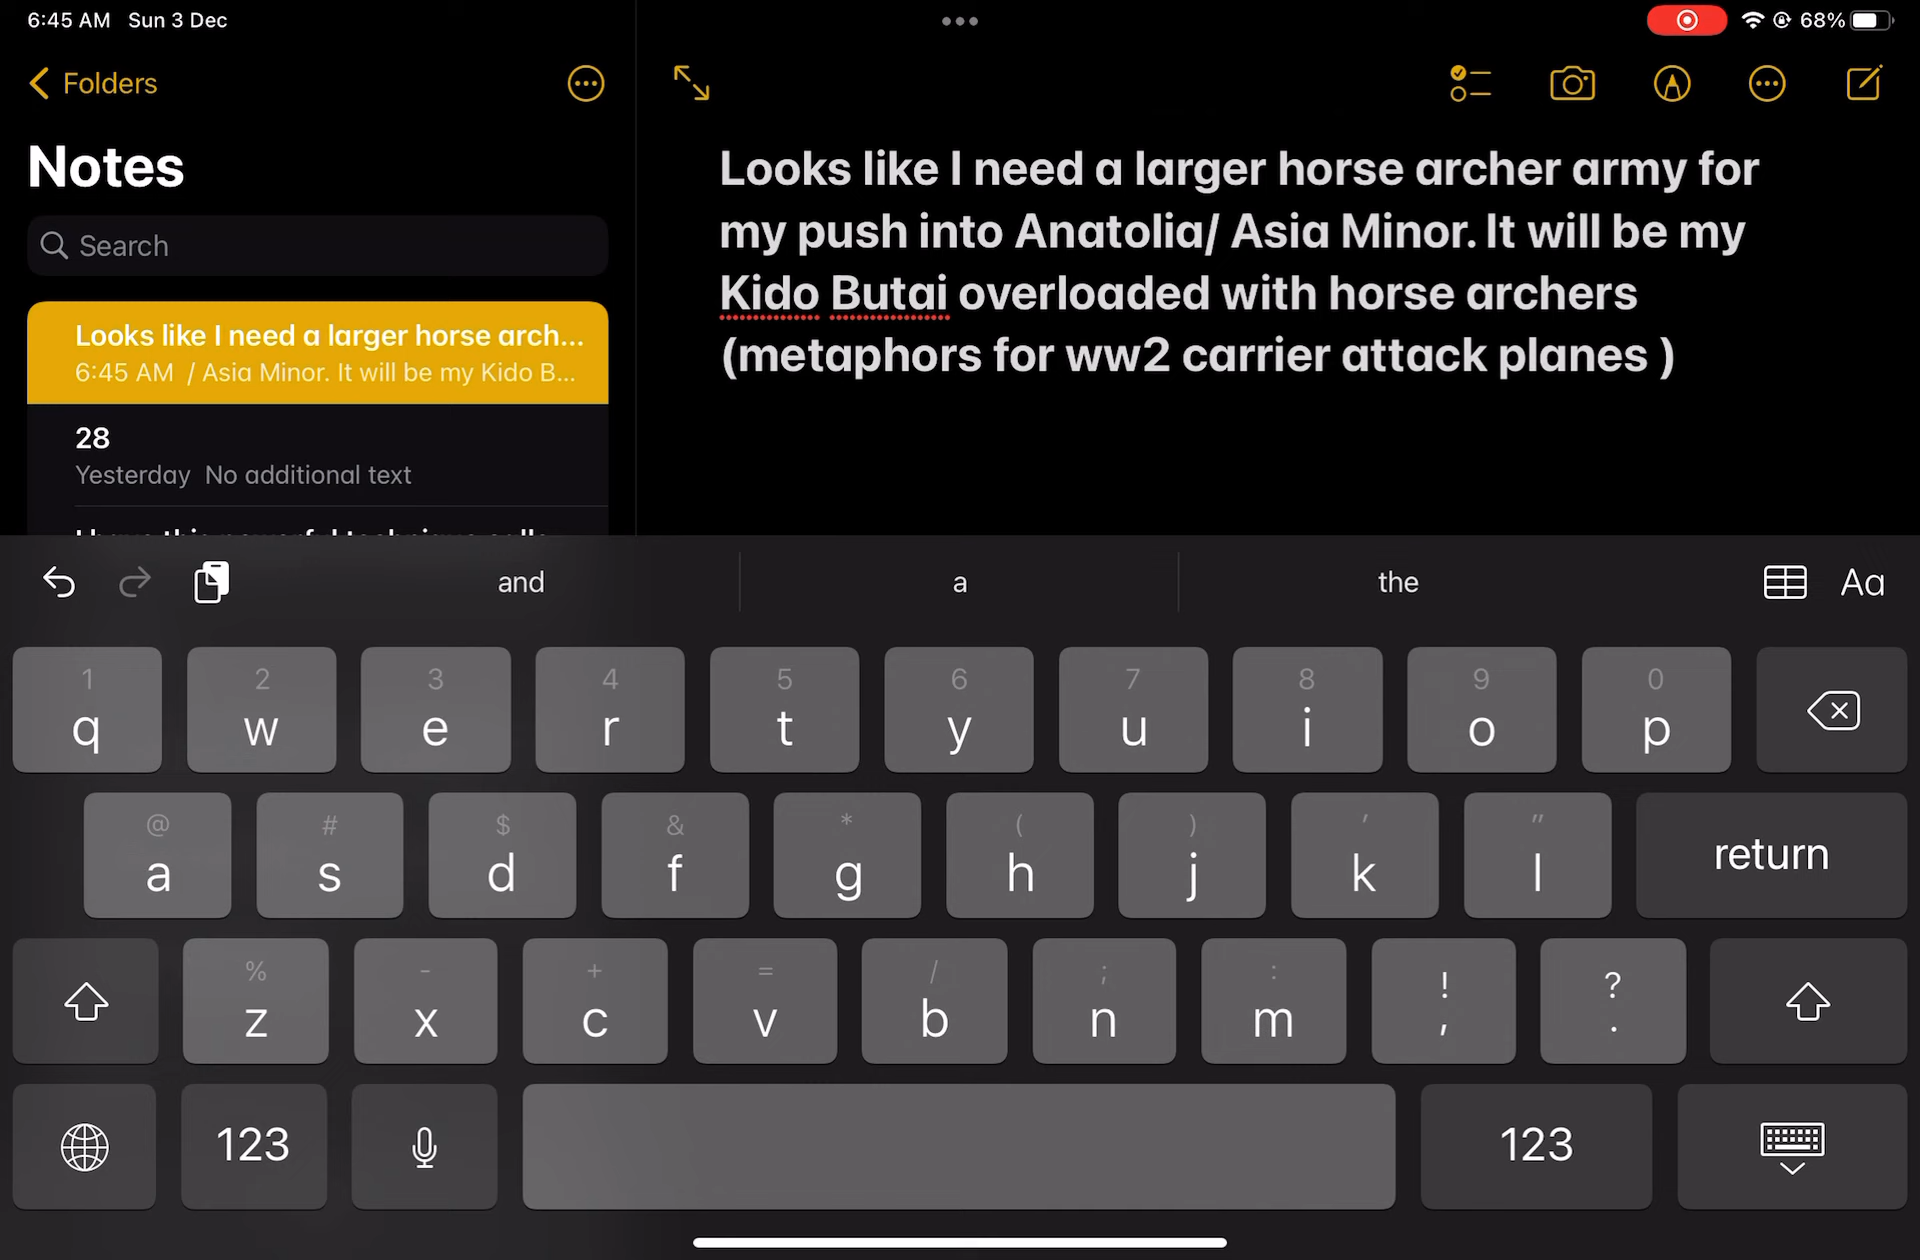 6:45 AM Sun 3 Dec
68%
Folders
Notes
Search
Looks like I need a larger horse arch...
6:45 AM / Asia Minor. It will be my Kido B...
28
Yesterday No additional text
Looks like I need a larger horse archer army for
my push into Anatolia/ Asia Minor. It will be my
Kido Butai overloaded with horse archers
(metaphors for ww2 carrier attack planes )
and a the Aa
1 2 3 4 5 6 7 8 9 0
q w e r t y u i o p
@ # $ & * ( ) ' "
a s d f g h j k l return
% - + = / ; : ! ?
z x c v b n m , .
123 123